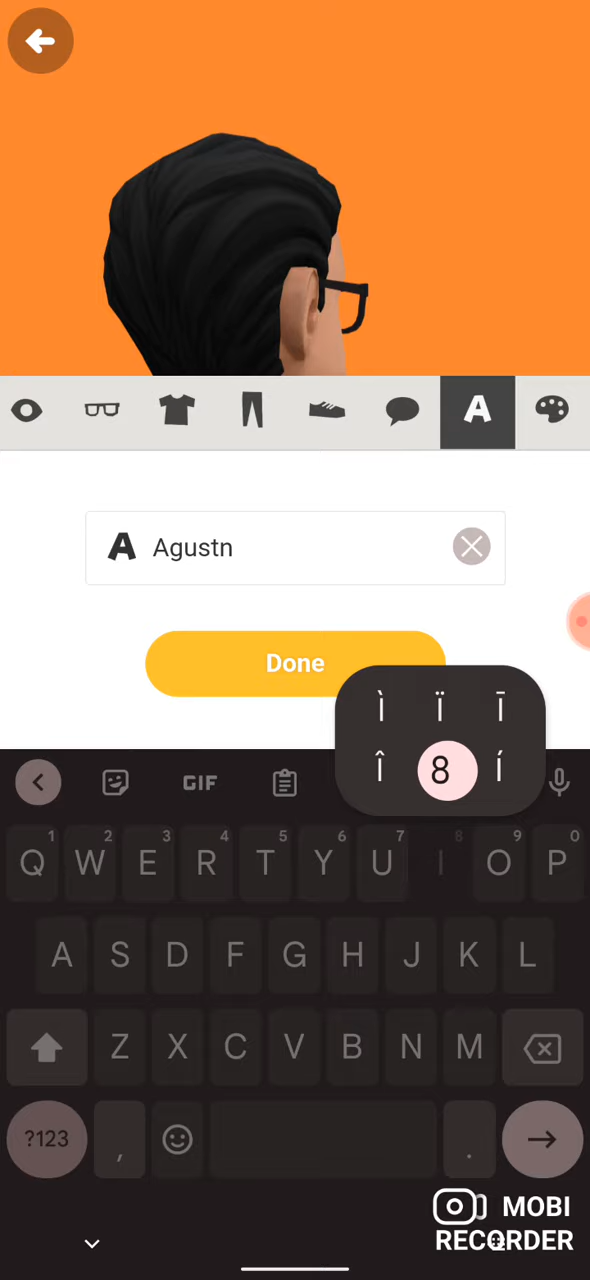 A
A Agustn
Done
ì ï ī
î 8 í
GIF
1 2 3 4 5 6 7 8 9 0
Q W E R T Y U I O P
A S D F G H J K L
Z X C V B N M
?123 , .
MOBI
RECORDER